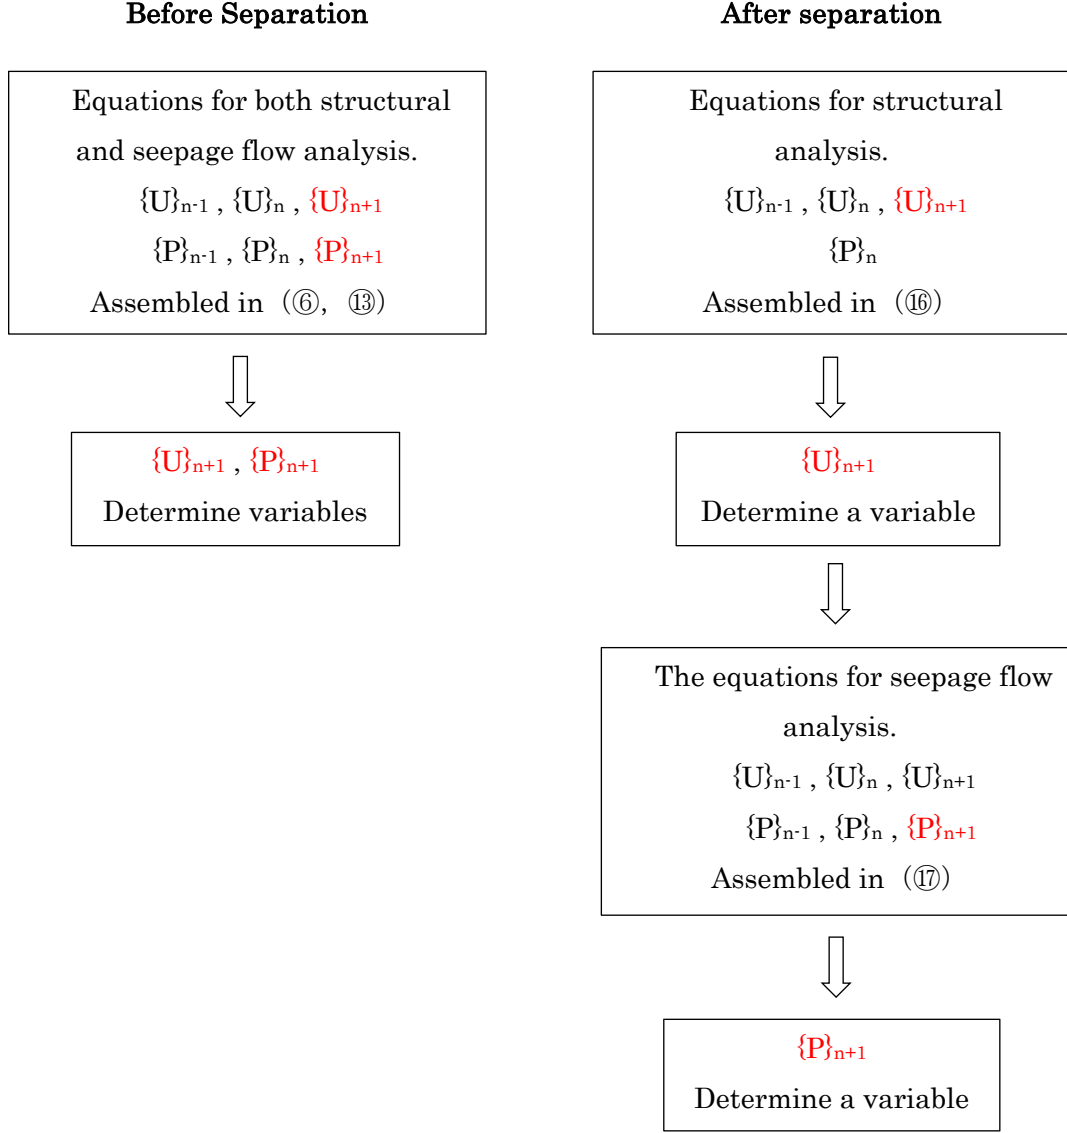 Before Separation
Equations for both structural
and seepage flow analysis.
{U}n-1 , {U}n , {U}n+1
{P}n-1 , {P}n , {P}n+1
Assembled in（⑥, ⑬）
{U}n+1 , {P}n+1
Determine variables
After separation
Equations for structural
analysis.
{U}n-1 , {U}n , {U}n+1
{P}n
Assembled in（⑯）
{U}n+1
Determine a variable
The equations for seepage flow
analysis.
{U}n-1 , {U}n , {U}n+1
{P}n-1 , {P}n , {P}n+1
Assembled in（⑰）
{P}n+1
Determine a variable